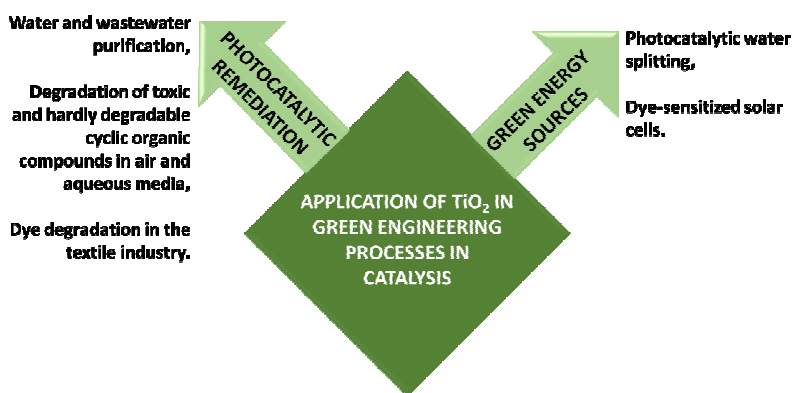 Water and wastewater
purification,
Degradation of toxic
and hardly degradable
cyclic organic
compounds in air and
aqueous media,
Dye degradation in the
textile industry.
PHOTOCATALYTIC
REMEDIATION
GREEN ENERGY
SOURCES
Photocatalytic water
splitting,
Dye-sensitized solar
cells.
APPLICATION OF TiO₂ IN
GREEN ENGINEERING
PROCESSES IN
CATALYSIS